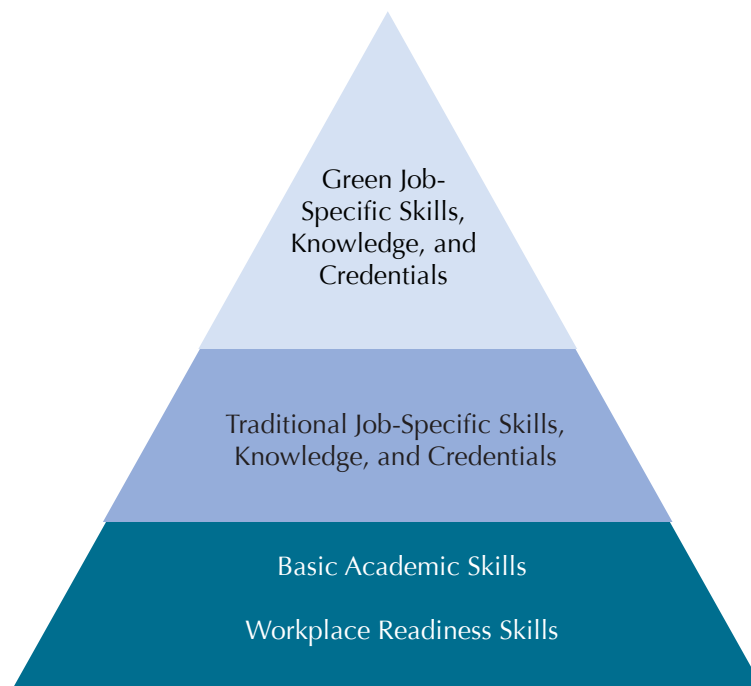 Green Job-
Specific Skills,
Knowledge, and
Credentials
Traditional Job-Specific Skills,
Knowledge, and Credentials
Basic Academic Skills
Workplace Readiness Skills